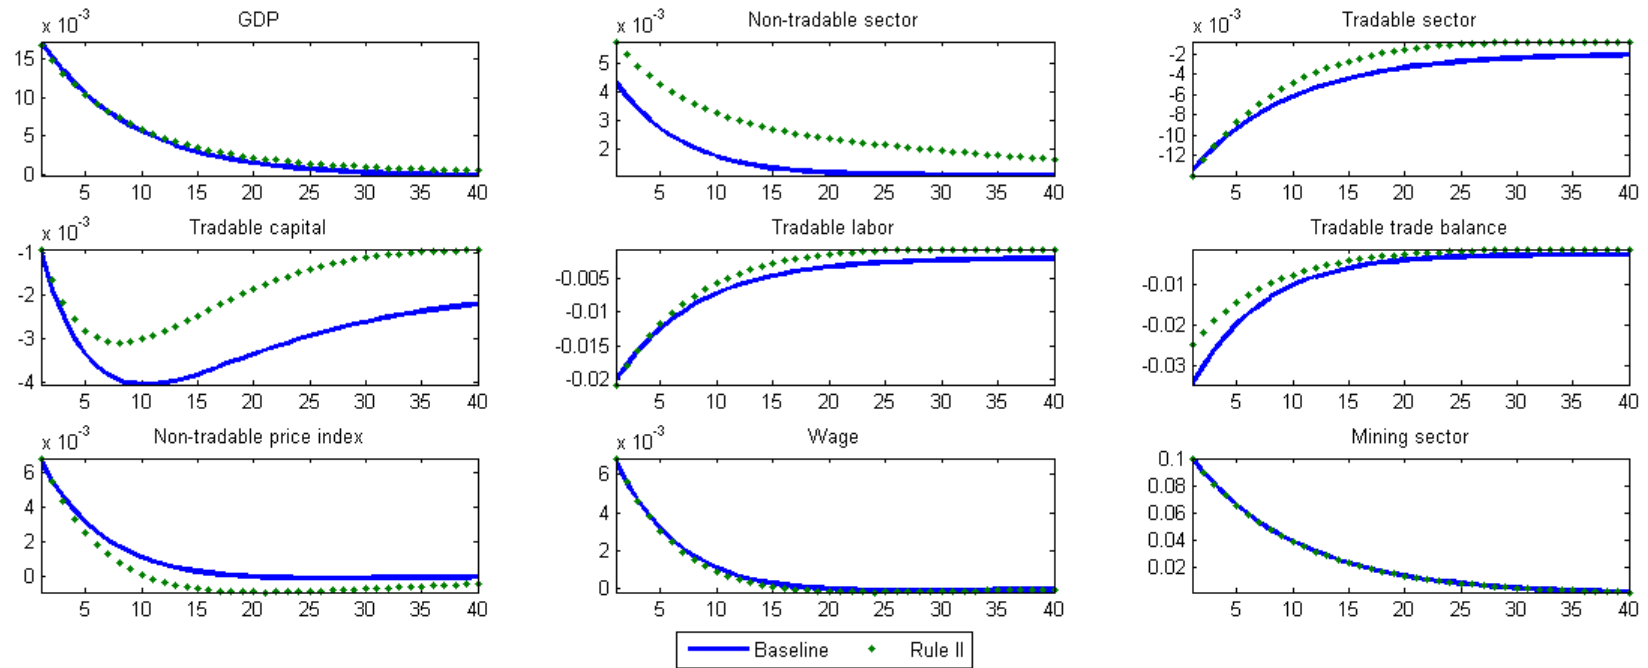 GDP
x 10-3
15
10
5
0
5 10 15 20 25 30 35 40
Non-tradable sector
x 10-3
5
4
3
2
5 10 15 20 25 30 35 40
Tradable sector
x 10-3
-2
-4
-6
-8
-10
-12
5 10 15 20 25 30 35 40
Tradable capital
x 10-3
-1
-2
-3
-4
5 10 15 20 25 30 35 40
Tradable labor
-0.005
-0.01
-0.015
-0.02
5 10 15 20 25 30 35 40
Tradable trade balance
-0.01
-0.02
-0.03
5 10 15 20 25 30 35 40
Non-tradable price index
x 10-3
6
4
2
0
5 10 15 20 25 30 35 40
Wage
x 10-3
6
4
2
0
5 10 15 20 25 30 35 40
Mining sector
0.1
0.08
0.06
0.04
0.02
5 10 15 20 25 30 35 40
Baseline Rule II